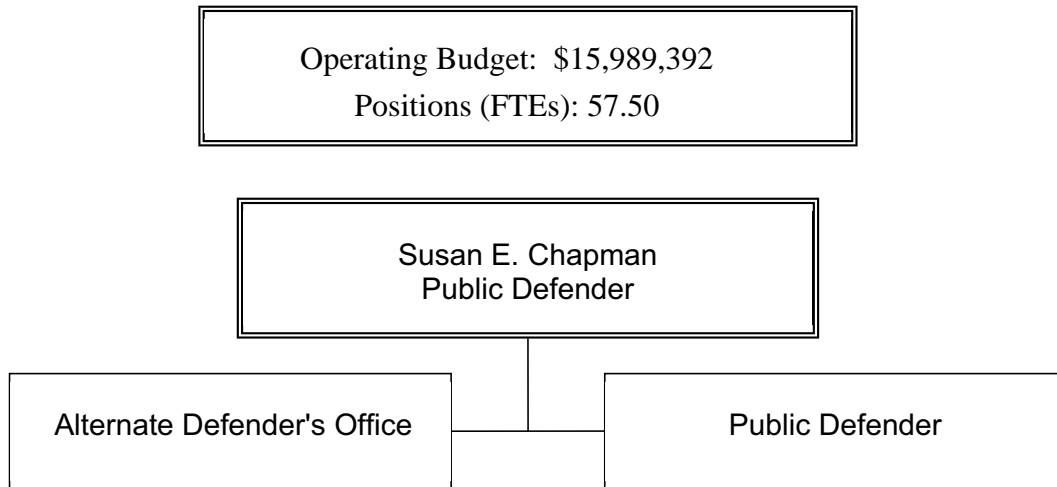 Operating Budget:  $15,989,392
Positions (FTEs): 57.50
Susan E. Chapman
Public Defender
Alternate Defender's Office
Public Defender